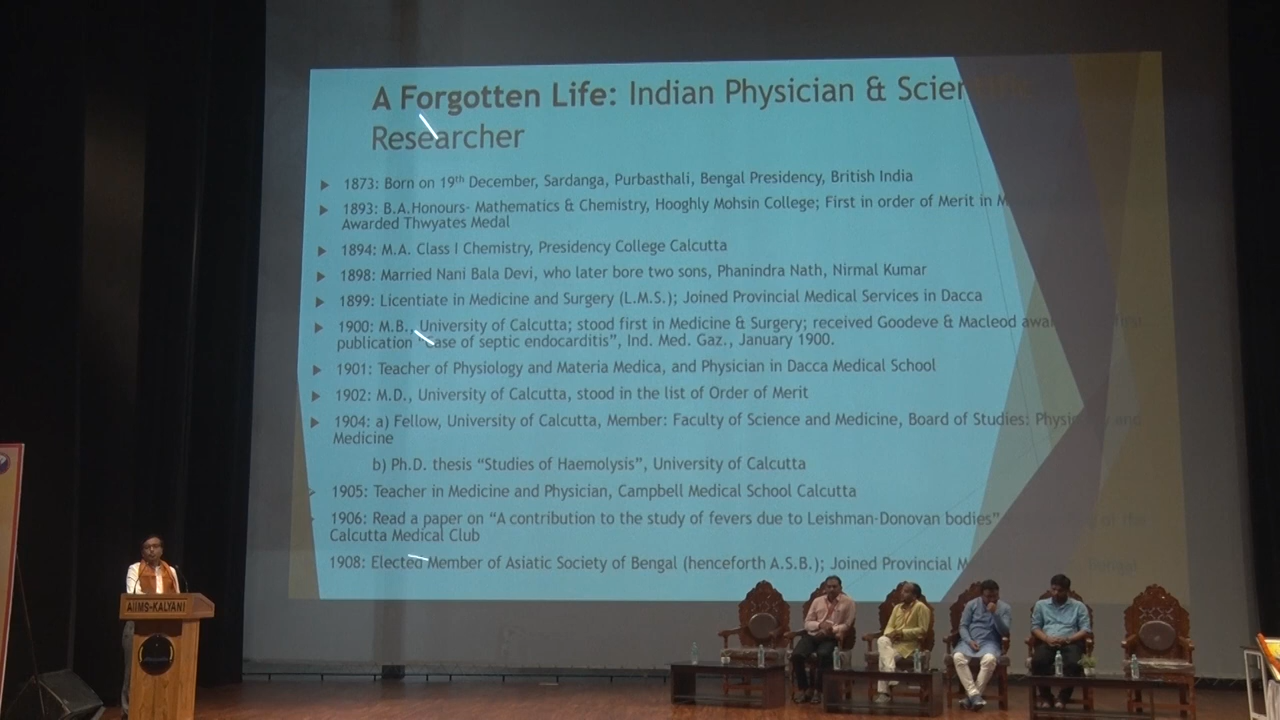 A Forgotten Life: Indian Physician & Scientific
Researcher
1873: Born on 19th December, Sardanga, Purbasthali, Bengal Presidency, British India
1893: B.A.Honours- Mathematics & Chemistry, Hooghly Mohsin College; First in order of Merit in
Awarded Thwyates Medal
1894: M.A. Class I Chemistry, Presidency College Calcutta
1898: Married Nani Bala Devi, who later bore two sons, Phanindra Nath, Nirmal Kumar
1899: Licentiate in Medicine and Surgery (L.M.S.); Joined Provincial Medical Services in Dacca
1900: M.B., University of Calcutta; stood first in Medicine & Surgery; received Goodeve & Macleod first
publication "Case of septic endocarditis", Ind. Med. Gaz., January 1900.
1901: Teacher of Physiology and Materia Medica, and Physician in Dacca Medical School
1902: M.D., University of Calcutta, stood in the list of Order of Merit
1904: a) Fellow, University of Calcutta, Member: Faculty of Science and Medicine, Board of Studies: and
Medicine
b) Ph.D. thesis "Studies of Haemolysis", University of Calcutta
1905: Teacher in Medicine and Physician, Campbell Medical School Calcutta
1906: Read a paper on "A contribution to the study of fevers due to Leishman-Donovan bodies" the
Calcutta Medical Club
1908: Elected Member of Asiatic Society of Bengal (henceforth A.S.B.); Joined Provincial
AIIMS-KALYANI